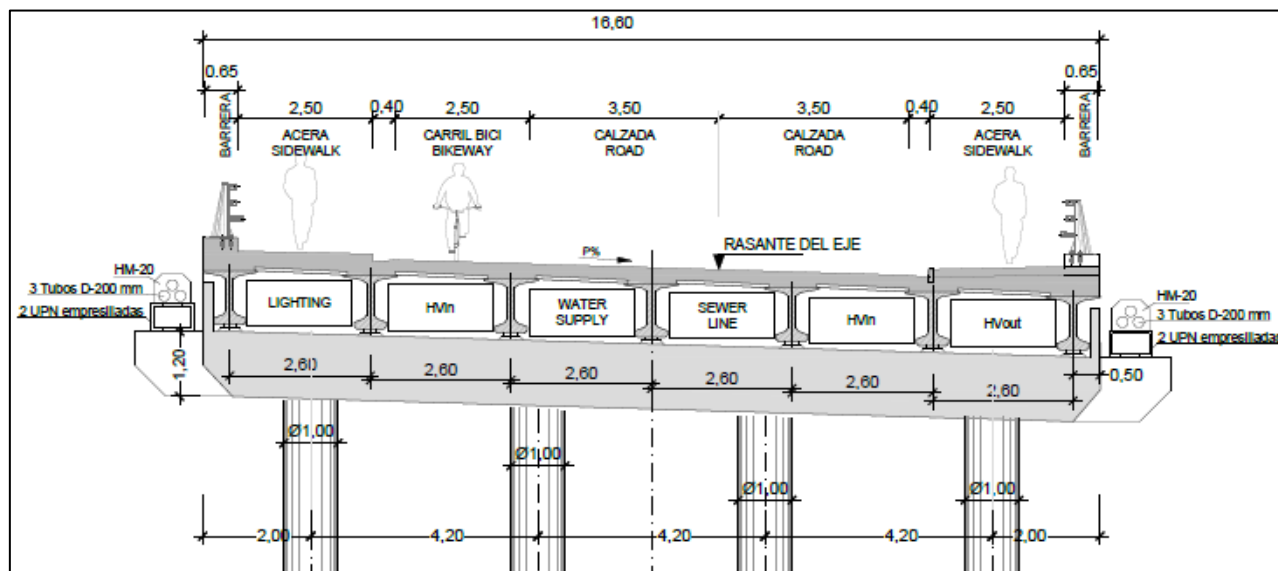 16,60
0.65
0.65
2,50
0,40
2,50
3,50
3,50
0,40
2,50
BARRERA
ACERA
SIDEWALK
CARRIL BICI
BIKEWAY
CALZADA
ROAD
CALZADA
ROAD
ACERA
SIDEWALK
BARRERA
P%
RASANTE DEL EJE
HM-20
3 Tubos D-200 mm
2 UPN empresilladas
LIGHTING
HVin
WATER
SUPPLY
SEWER
LINE
HVin
HVout
HM-20
3 Tubos D-200 mm
2 UPN empresilladas
1,20
2,60
2,60
2,60
2,60
2,60
2,60
0,50
Ø1,00
Ø1,00
Ø1,00
Ø1,00
2,00
4,20
4,20
4,20
2,00